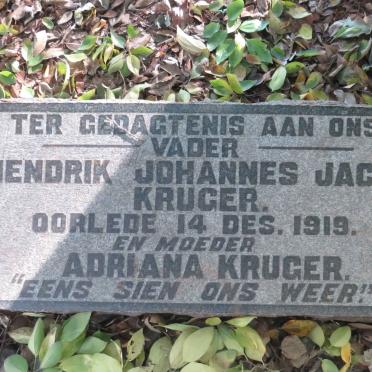 TER GEDAGTENIS AAN ONS
VADER
HENDRIK JOHANNES JAC
KRUGER.
OORLEDE 14 DES. 1919.
EN MOEDER
ADRIANA KRUGER.
"EENS SIEN ONS WEER."